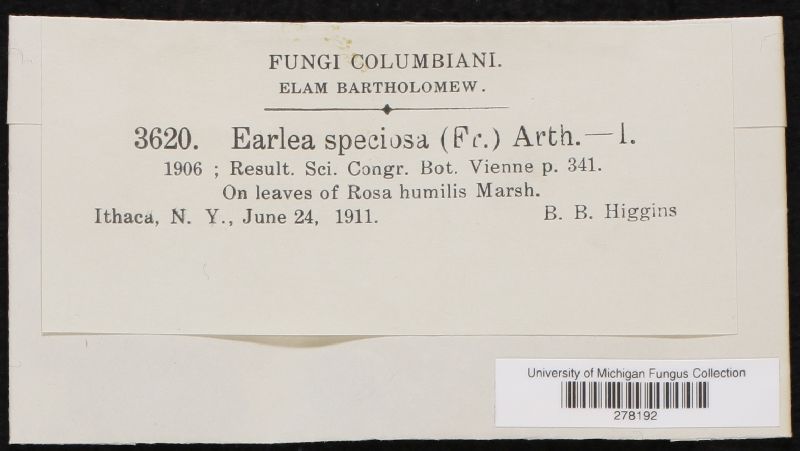 FUNGI COLUMBIANI.
ELAM BARTHOLOMEW.
3620. Earlea speciosa (Fr.) Arth.—I.
1906 ; Result. Sci. Congr. Bot. Vienne p. 341.
On leaves of Rosa humilis Marsh.
Ithaca, N. Y., June 24, 1911. B. B. Higgins
University of Michigan Fungus Collection
278192